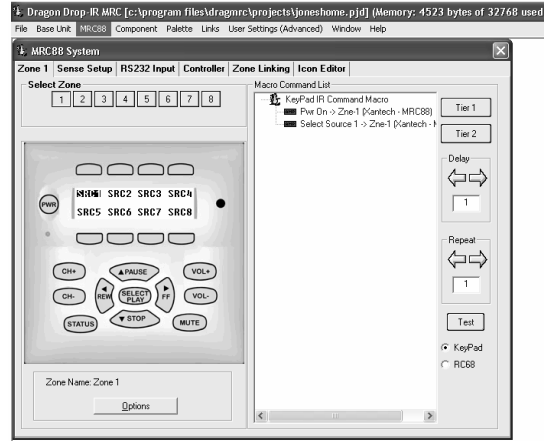 Dragon Drop-IR MRC [c:\program files\dragmrc\projects\joneshome.pjd] (Memory: 4523 bytes of 32768 used
File Base Unit MRC88 Component Palette Links User Settings (Advanced) Window Help
MRC88 System
Zone 1 Sense Setup RS232 Input Controller Zone Linking Icon Editor
Select Zone
1 2 3 4 5 6 7 8
Macro Command List
KeyPad IR Command Macro
Pwr On -> Zne-1 (Xantech - MRC88)
Select Source 1 -> Zne-1 (Xantech - M
Tier 1
Tier 2
Delay
1
Repeat
1
Test
KeyPad
RC68
PWR
SRC1 SRC2 SRC3 SRC4
SRC5 SRC6 SRC7 SRC8
CH+ PAUSE VOL+
CH- REW SELECT PLAY FF VOL-
STATUS STOP MUTE
Zone Name: Zone 1
Options